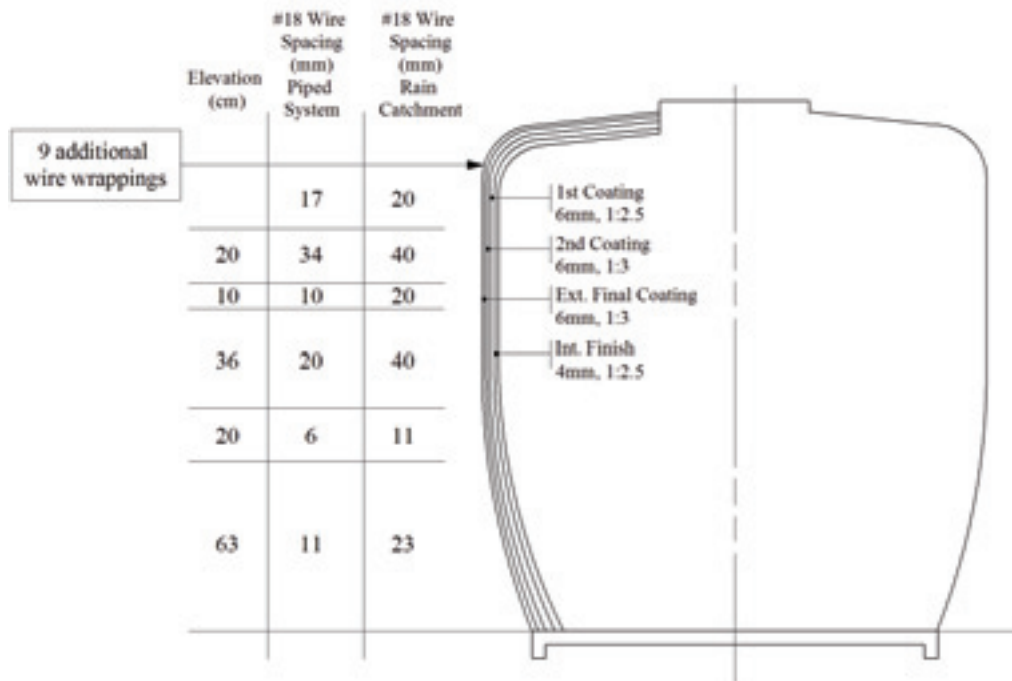 #18 Wire
Spacing
(mm)
Piped
System
#18 Wire
Spacing
(mm)
Rain
Catchment
Elevation
(cm)
9 additional
wire wrappings
17 20
20 34 40
10 10 20
36 20 40
20 6 11
63 11 23
1st Coating
6mm, 1:2.5
2nd Coating
6mm, 1:3
Ext. Final Coating
6mm, 1:3
Int. Finish
4mm, 1:2.5